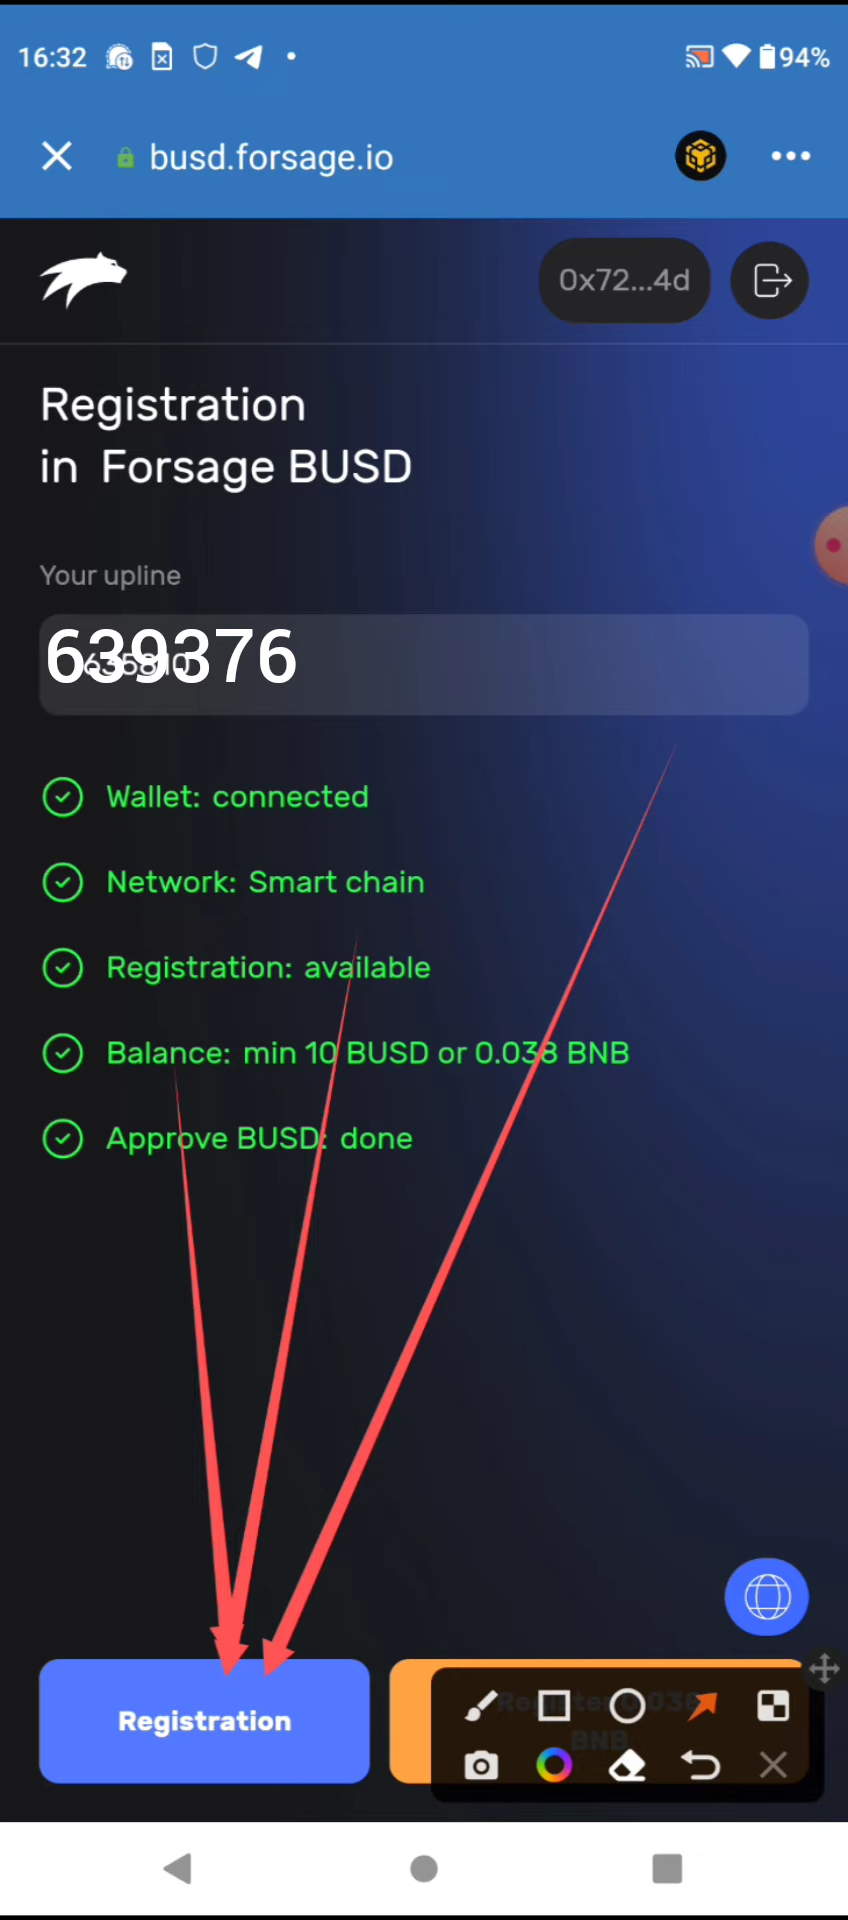 16:32
94%
busd.forsage.io
0x72...4d
Registration
in Forsage BUSD
Your upline
639376
Wallet: connected
Network: Smart chain
Registration: available
Balance: min 10 BUSD or 0.038 BNB
Approve BUSD: done
Registration
BNB